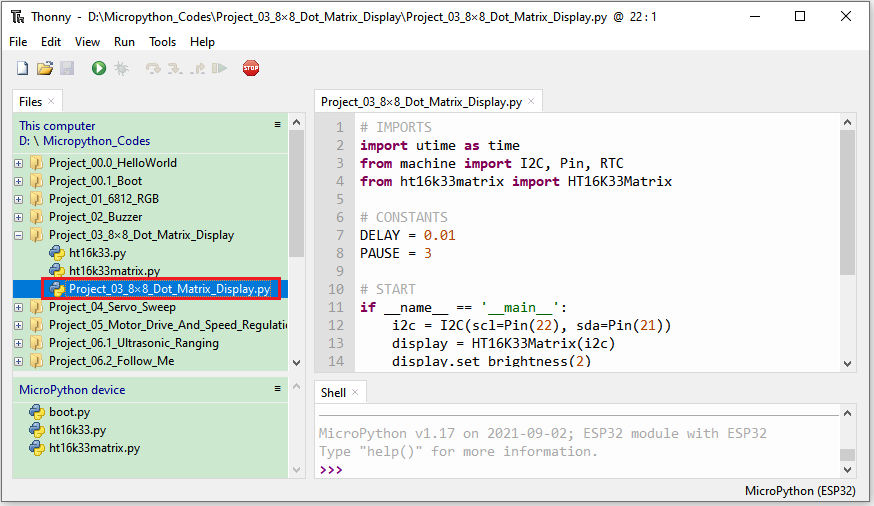 Thonny - D:\Micropython_Codes\Project_03_8×8_Dot_Matrix_Display\Project_03_8×8_Dot_Matrix_Display.py @ 22 : 1
File Edit View Run Tools Help
STOP
Files
This computer
D: \ Micropython_Codes
Project_00.0_HelloWorld
Project_00.1_Boot
Project_01_6812_RGB
Project_02_Buzzer
Project_03_8×8_Dot_Matrix_Display
ht16k33.py
ht16k33matrix.py
Project_03_8×8_Dot_Matrix_Display.py
Project_04_Servo_Sweep
Project_05_Motor_Drive_And_Speed_Regulatio
Project_06.1_Ultrasonic_Ranging
Project_06.2_Follow_Me
MicroPython device
boot.py
ht16k33.py
ht16k33matrix.py
Project_03_8×8_Dot_Matrix_Display.py
1 # IMPORTS
2 import utime as time
3 from machine import I2C, Pin, RTC
4 from ht16k33matrix import HT16K33Matrix
5
6 # CONSTANTS
7 DELAY = 0.01
8 PAUSE = 3
9
10 # START
11 if __name__ == '__main__':
12 i2c = I2C(scl=Pin(22), sda=Pin(21))
13 display = HT16K33Matrix(i2c)
14 display.set_brightness(2)
Shell
MicroPython v1.17 on 2021-09-02; ESP32 module with ESP32
Type "help()" for more information.
>>>
MicroPython (ESP32)